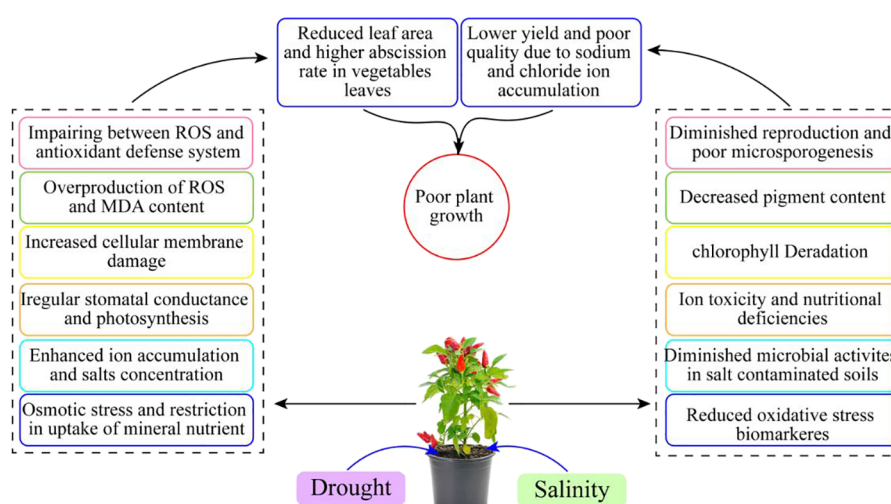 Reduced leaf area
and higher abscission
rate in vegetables
leaves
Lower yield and poor
quality due to sodium
and chloride ion
accumulation
Impairing between ROS and
antioxidant defense system
Overproduction of ROS
and MDA content
Increased cellular membrane
damage
Iregular stomatal conductance
and photosynthesis
Enhanced ion accumulation
and salts concentration
Osmotic stress and restriction
in uptake of mineral nutrient
Poor plant
growth
Diminished reproduction and
poor microsporogenesis
Decreased pigment content
chlorophyll Deradation
Ion toxicity and nutritional
deficiencies
Diminished microbial activites
in salt contaminated soils
Reduced oxidative stress
biomarkeres
Drought
Salinity